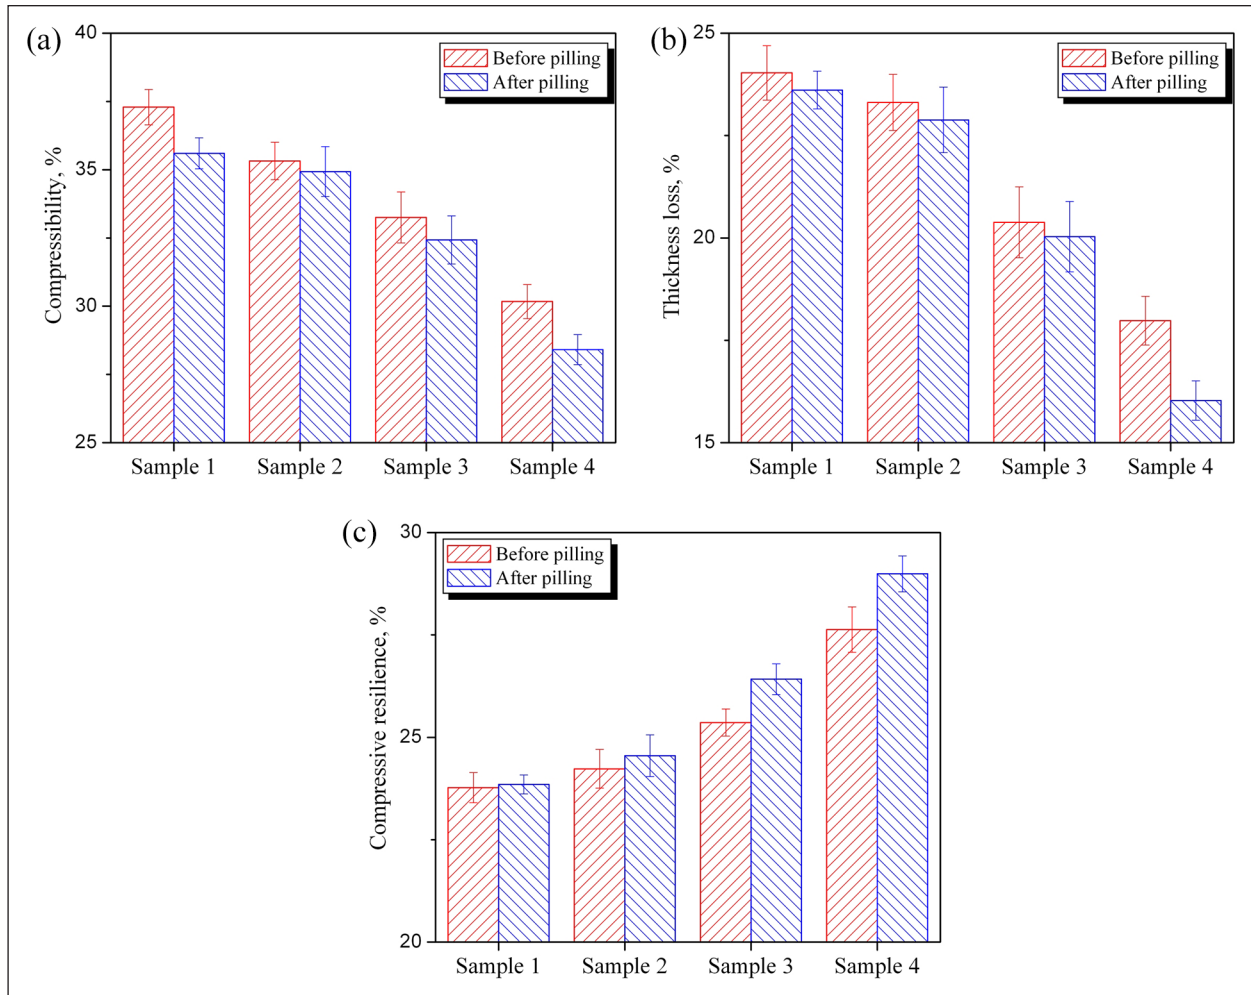 (a)
40
35
30
25
Compressibility, %
Before pilling
After pilling
Sample 1 Sample 2 Sample 3 Sample 4
(b)
25
20
15
Thickness loss, %
Before pilling
After pilling
Sample 1 Sample 2 Sample 3 Sample 4
(c)
30
25
20
Compressive resilience, %
Before pilling
After pilling
Sample 1 Sample 2 Sample 3 Sample 4